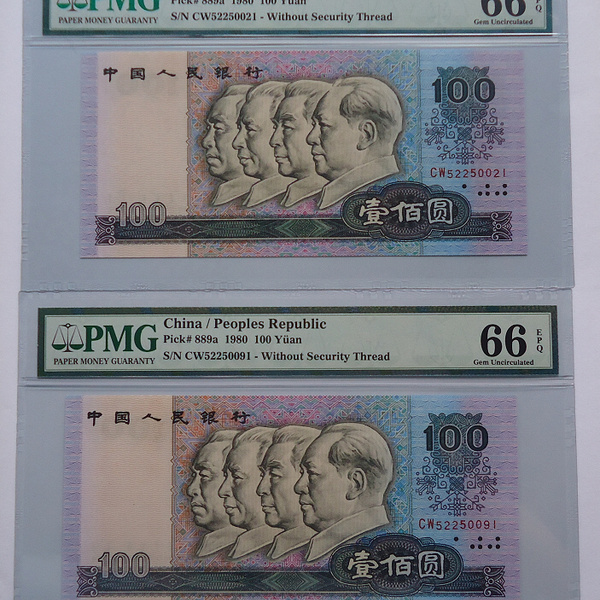 PMG
PAPER MONEY GUARANTY
Pick# 889a 1980 100 Yüan
S/N CW52250021 - Without Security Thread
66 EPQ
Gem Uncirculated
中国人民银行
100
CW52250021
100
壹佰圆
PMG
PAPER MONEY GUARANTY
China / Peoples Republic
Pick# 889a 1980 100 Yüan
S/N CW52250091 - Without Security Thread
66 EPQ
Gem Uncirculated
中国人民银行
100
CW52250091
100
壹佰圆